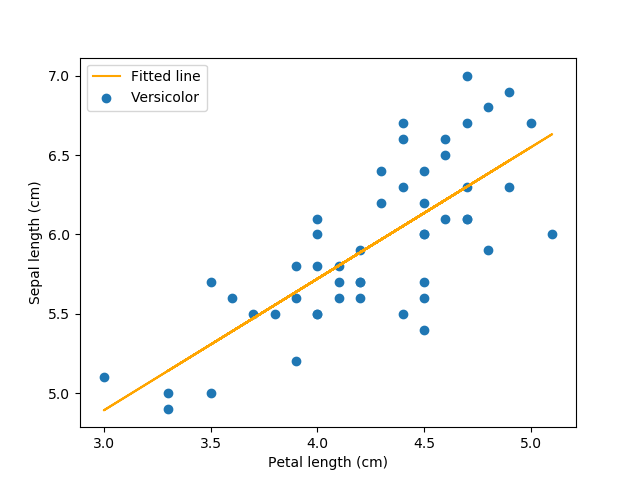 Fitted line
Versicolor
7.0
6.5
6.0
5.5
5.0
Sepal length (cm)
3.0 3.5 4.0 4.5 5.0
Petal length (cm)